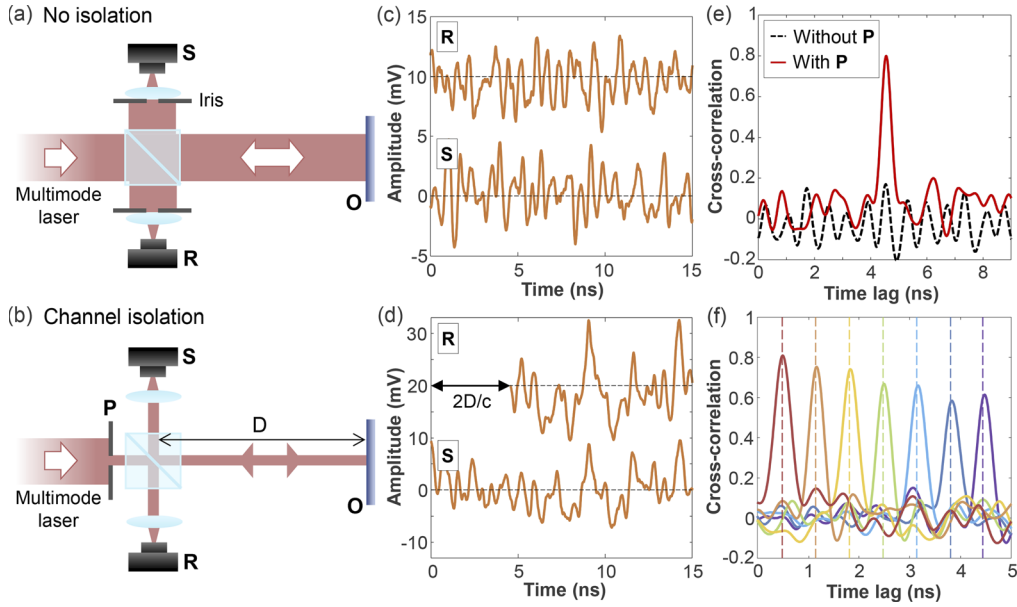 (a) No isolation
S
Iris
Multimode
laser
O
R
(b) Channel isolation
S
P
D
Multimode
laser
O
R
(c)
R
S
Amplitude (mV)
15
10
5
0
-5
0 5 10 15
Time (ns)
(d)
R
2D/c
S
Amplitude (mV)
30
20
10
0
-10
0 5 10 15
Time (ns)
(e)
Without P
With P
Cross-correlation
1
0.8
0.6
0.4
0.2
0
-0.2
0 2 4 6 8
Time lag (ns)
(f)
Cross-correlation
1
0.8
0.6
0.4
0.2
0
-0.2
0 1 2 3 4 5
Time lag (ns)